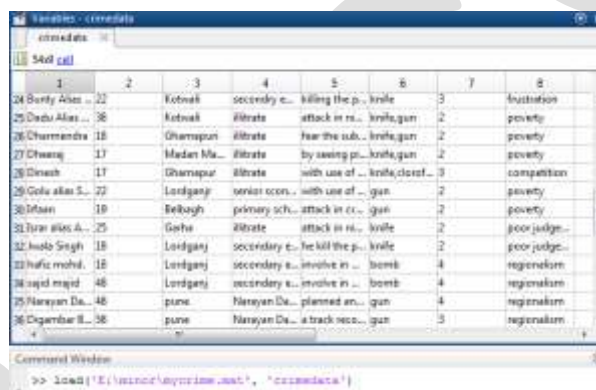 Variables - crimedata
crimedata
54x8 cell
1 2 3 4 5 6 7 8
24 Bunty Alias ... 22 Kotwali secondry e... killing the p... knife 3 frustration
25 Dadu Alias ... 38 Kotwali illitrate attack in ni... knife,gun 2 poverty
26 Dharmendra 18 Ghamapuri illitrate fear the sub... knife,gun 2 poverty
27 Dheeraj 17 Madan Ma... illitrate by seeing pi... knife,gun 2 poverty
28 Dinesh 17 Ghamapur illitrate with use of ... knife,clorof... 3 competition
29 Golu alias S... 22 Lordganjr senior scon... with use of ... gun 2 poverty
30 Irfaan 19 Belbagh primary sch... attack in cr... gun 2 poverty
31 Israr alias A... 25 Garha illitrate attack in ni... knife 2 poor judge...
32 Jwala Singh 18 Lordganj secondary e... he kill the p... knife 2 poor judge...
33 hafiz mohd. 18 Lordganj secondary e... involve in ... bomb 4 regionalism
34 sajid majid 48 Lordganj secondary e... involve in ... bomb 4 regionalism
35 Narayan Da... 48 pune Narayan Da... planned an... gun 4 regionalism
36 Digambar B... 38 pune Narayan Da... a track reco... gun 3 regionalism
Command Window
>> load('E:\minor\mycrime.mat', 'crimedata')